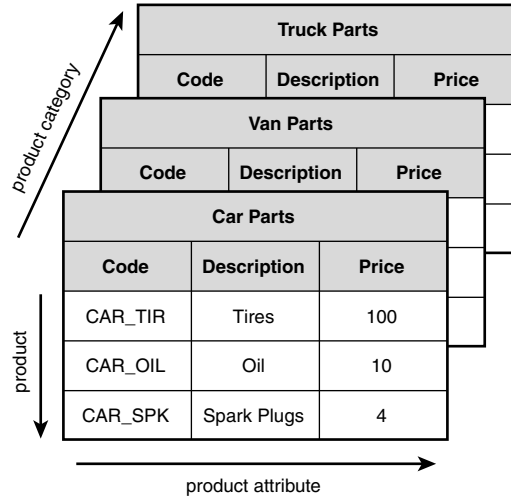 Truck Parts
Code Description Price
Van Parts
Code Description Price
Car Parts
Code Description Price
CAR_TIR Tires 100
CAR_OIL Oil 10
CAR_SPK Spark Plugs 4
product category
product
product attribute